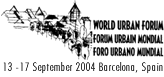 WORLD URBAN FORUM
FORUM URBAIN MONDIAL
FORO URBANO MUNDIAL
13 -17 September 2004 Barcelona, Spain